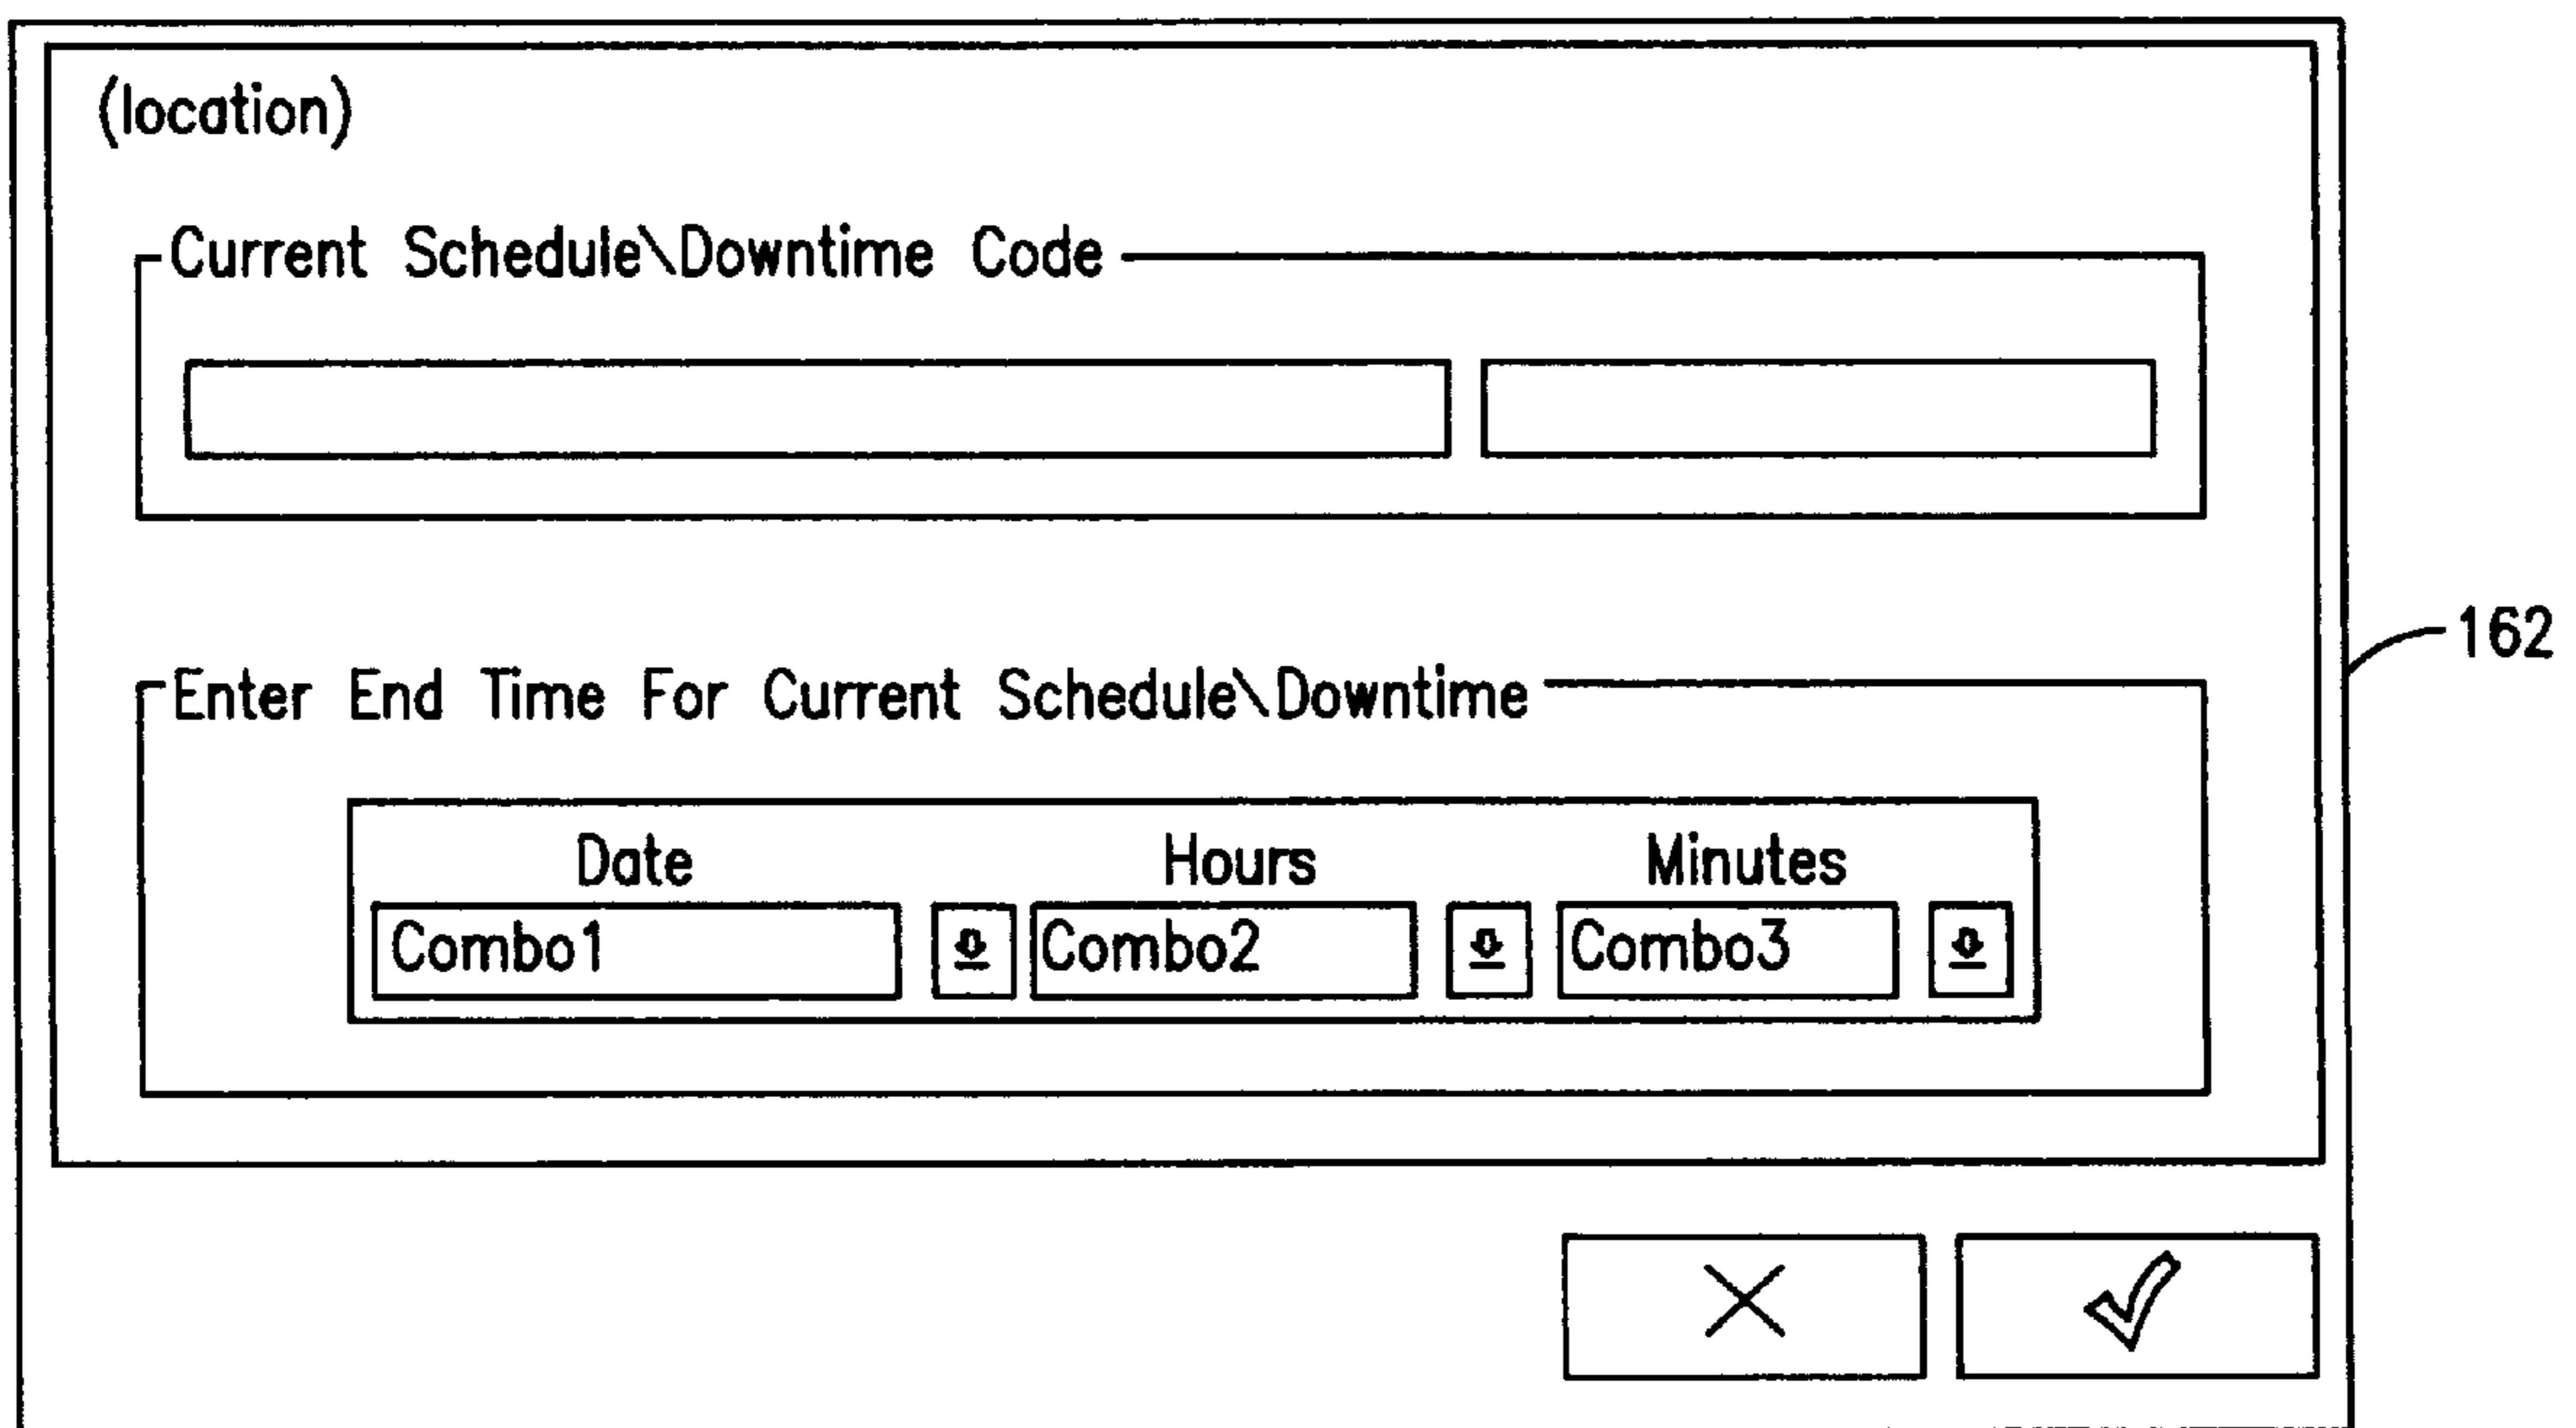 (location)
Current Schedule\Downtime Code
162
Enter End Time For Current Schedule\Downtime
Date Hours Minutes
Combo1 Combo2 Combo3